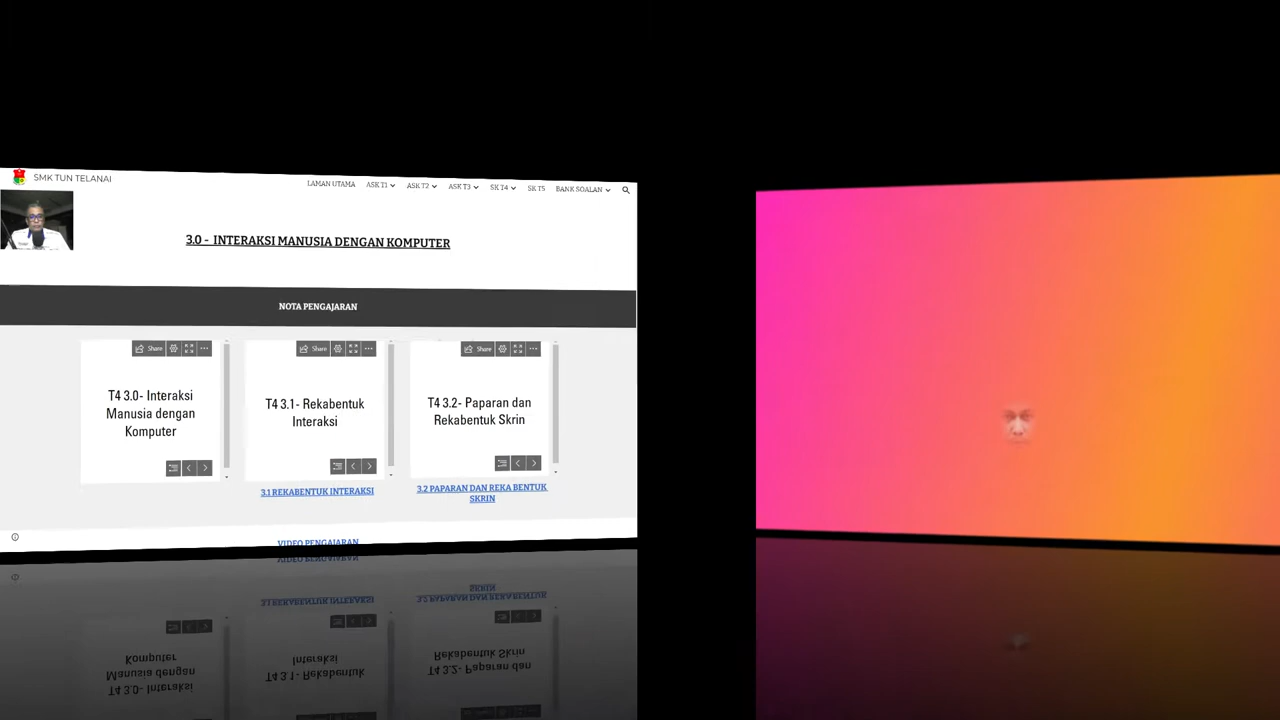 SMK TUN TELANAI
LAMAN UTAMA ASK T1 ASK T2 ASK T3 SK T4 SK T5 BANK SOALAN
3.0 - INTERAKSI MANUSIA DENGAN KOMPUTER
NOTA PENGAJARAN
Share
T4 3.0- Interaksi
Manusia dengan
Komputer
Share
T4 3.1- Rekabentuk
Interaksi
3.1 REKABENTUK INTERAKSI
Share
T4 3.2- Paparan dan
Rekabentuk Skrin
3.2 PAPARAN DAN REKA BENTUK
SKRIN
VIDEO PENGAJARAN